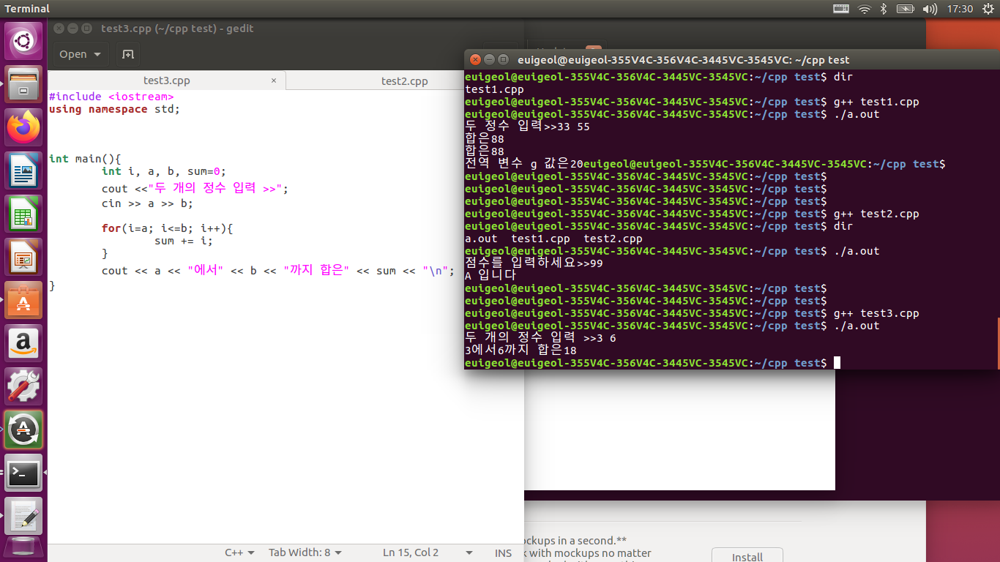 Terminal
17:30
test3.cpp (~/cpp test) - gedit
Open
test3.cpp ×
test2.cpp
#include <iostream>
using namespace std;
int main(){
int i, a, b, sum=0;
cout <<"두 개의 정수 입력 >>";
cin >> a >> b;
for(i=a; i<=b; i++){
sum += i;
}
cout << a << "에서" << b << "까지 합은" << sum << "\n";
}
C++
Tab Width: 8
Ln 15, Col 2
INS
euigeol@euigeol-355V4C-356V4C-3445VC-3545VC: ~/cpp test
euigeol@euigeol-355V4C-356V4C-3445VC-3545VC:~/cpp test$ dir
test1.cpp
euigeol@euigeol-355V4C-356V4C-3445VC-3545VC:~/cpp test$ g++ test1.cpp
euigeol@euigeol-355V4C-356V4C-3445VC-3545VC:~/cpp test$ ./a.out
두 정수 입력>>33 55
합은88
합은88
전역 변수 g 값은20euigeol@euigeol-355V4C-356V4C-3445VC-3545VC:~/cpp test$
euigeol@euigeol-355V4C-356V4C-3445VC-3545VC:~/cpp test$
euigeol@euigeol-355V4C-356V4C-3445VC-3545VC:~/cpp test$
euigeol@euigeol-355V4C-356V4C-3445VC-3545VC:~/cpp test$
euigeol@euigeol-355V4C-356V4C-3445VC-3545VC:~/cpp test$ g++ test2.cpp
euigeol@euigeol-355V4C-356V4C-3445VC-3545VC:~/cpp test$ dir
a.out  test1.cpp  test2.cpp
euigeol@euigeol-355V4C-356V4C-3445VC-3545VC:~/cpp test$ ./a.out
점수를 입력하세요>>99
A 입니다
euigeol@euigeol-355V4C-356V4C-3445VC-3545VC:~/cpp test$
euigeol@euigeol-355V4C-356V4C-3445VC-3545VC:~/cpp test$
euigeol@euigeol-355V4C-356V4C-3445VC-3545VC:~/cpp test$ g++ test3.cpp
euigeol@euigeol-355V4C-356V4C-3445VC-3545VC:~/cpp test$ ./a.out
두 개의 정수 입력 >>3 6
3에서6까지 합은18
euigeol@euigeol-355V4C-356V4C-3445VC-3545VC:~/cpp test$
ockups in a second.**
k with mockups no matter
Install